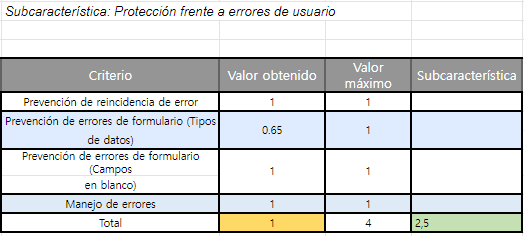 Subcaracterística: Protección frente a errores de usuario
Criterio Valor obtenido Valor máximo Subcaracterística
Prevención de reincidencia de error 1 1
Prevención de errores de formulario (Tipos de datos) 0.65 1
Prevención de errores de formulario (Campos en blanco) 1 1
Manejo de errores 1 1
Total 1 4 2,5